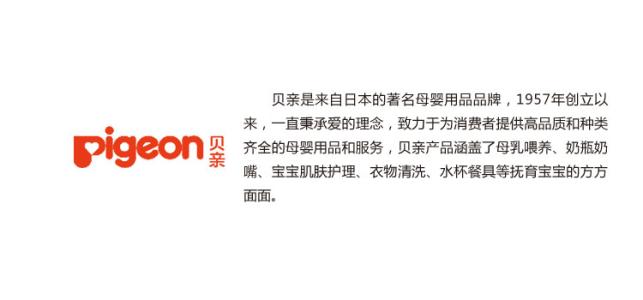 pigeon
贝亲
贝亲是来自日本的著名母婴用品品牌，1957年创立以
来，一直秉承爱的理念，致力于为消费者提供高品质和种类
齐全的母婴用品和服务，贝亲产品涵盖了母乳喂养、奶瓶奶
嘴、宝宝肌肤护理、衣物清洗、水杯餐具等抚育宝宝的方方
面面。